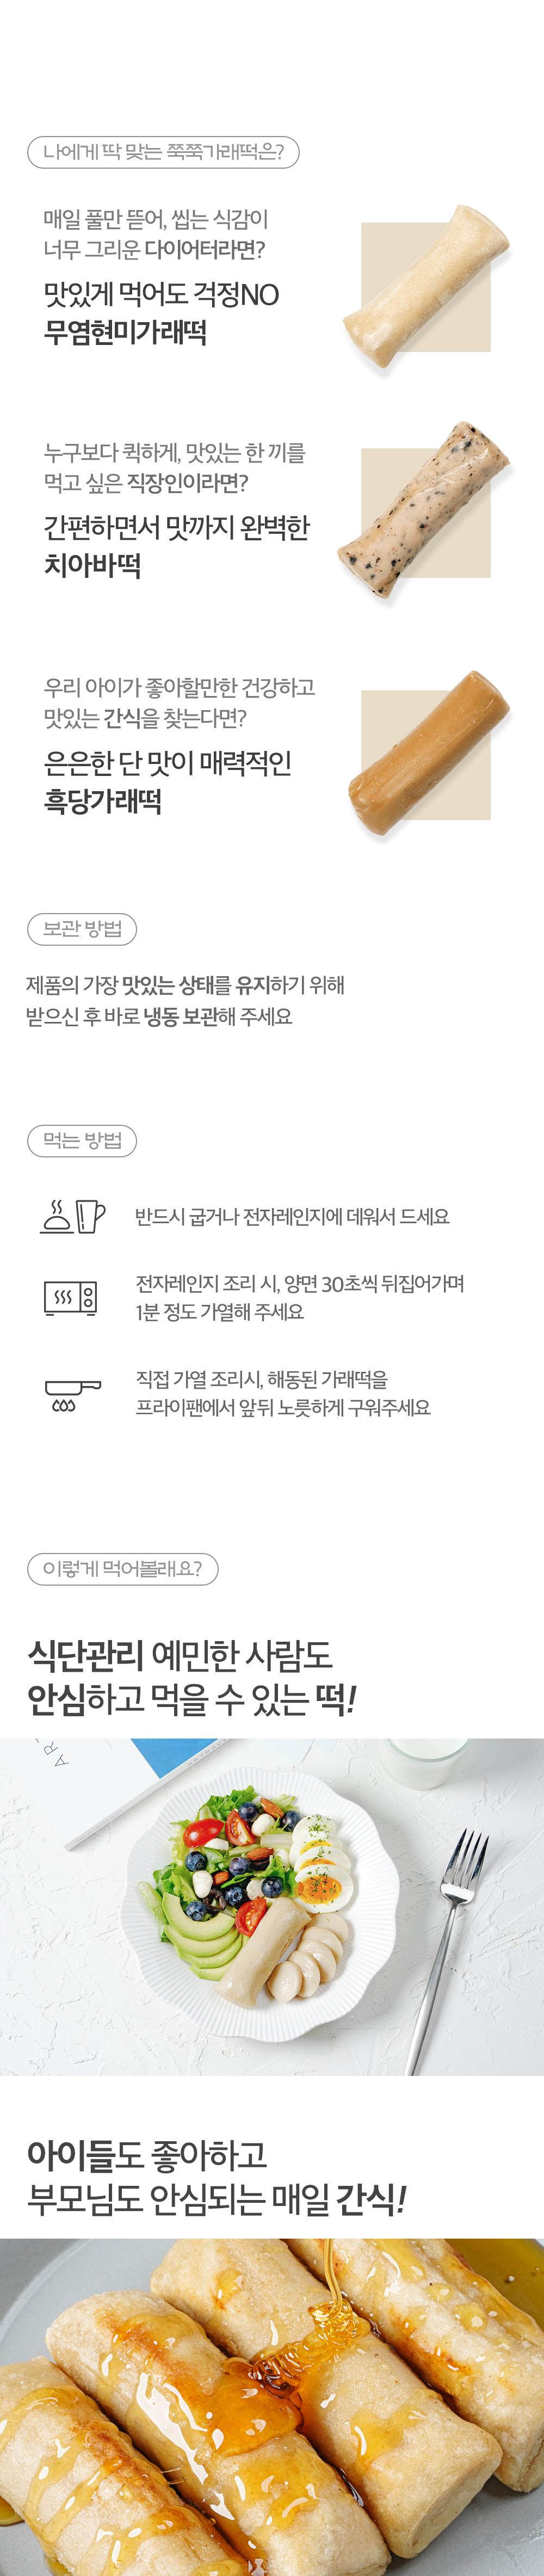 나에게 딱 맞는 쭉쭉가래떡은?
매일 풀만 뜯어, 씹는 식감이
너무 그리운 다이어터라면?
맛있게 먹어도 걱정NO
무염현미가래떡
누구보다 퀵하게, 맛있는 한 끼를
먹고 싶은 직장인이라면?
간편하면서 맛까지 완벽한
치아바떡
우리 아이가 좋아할만한 건강하고
맛있는 간식을 찾는다면?
은은한 단 맛이 매력적인
흑당가래떡
보관 방법
제품의 가장 맛있는 상태를 유지하기 위해
받으신 후 바로 냉동 보관해 주세요
먹는 방법
반드시 굽거나 전자레인지에 데워서 드세요
전자레인지 조리 시, 양면 30초씩 뒤집어가며
1분 정도 가열해 주세요
직접 가열 조리시, 해동된 가래떡을
프라이팬에서 앞 뒤 노릇하게 구워주세요
이렇게 먹어볼래요?
식단관리 예민한 사람도
안심하고 먹을 수 있는 떡!
AR
아이들도 좋아하고
부모님도 안심되는 매일 간식!